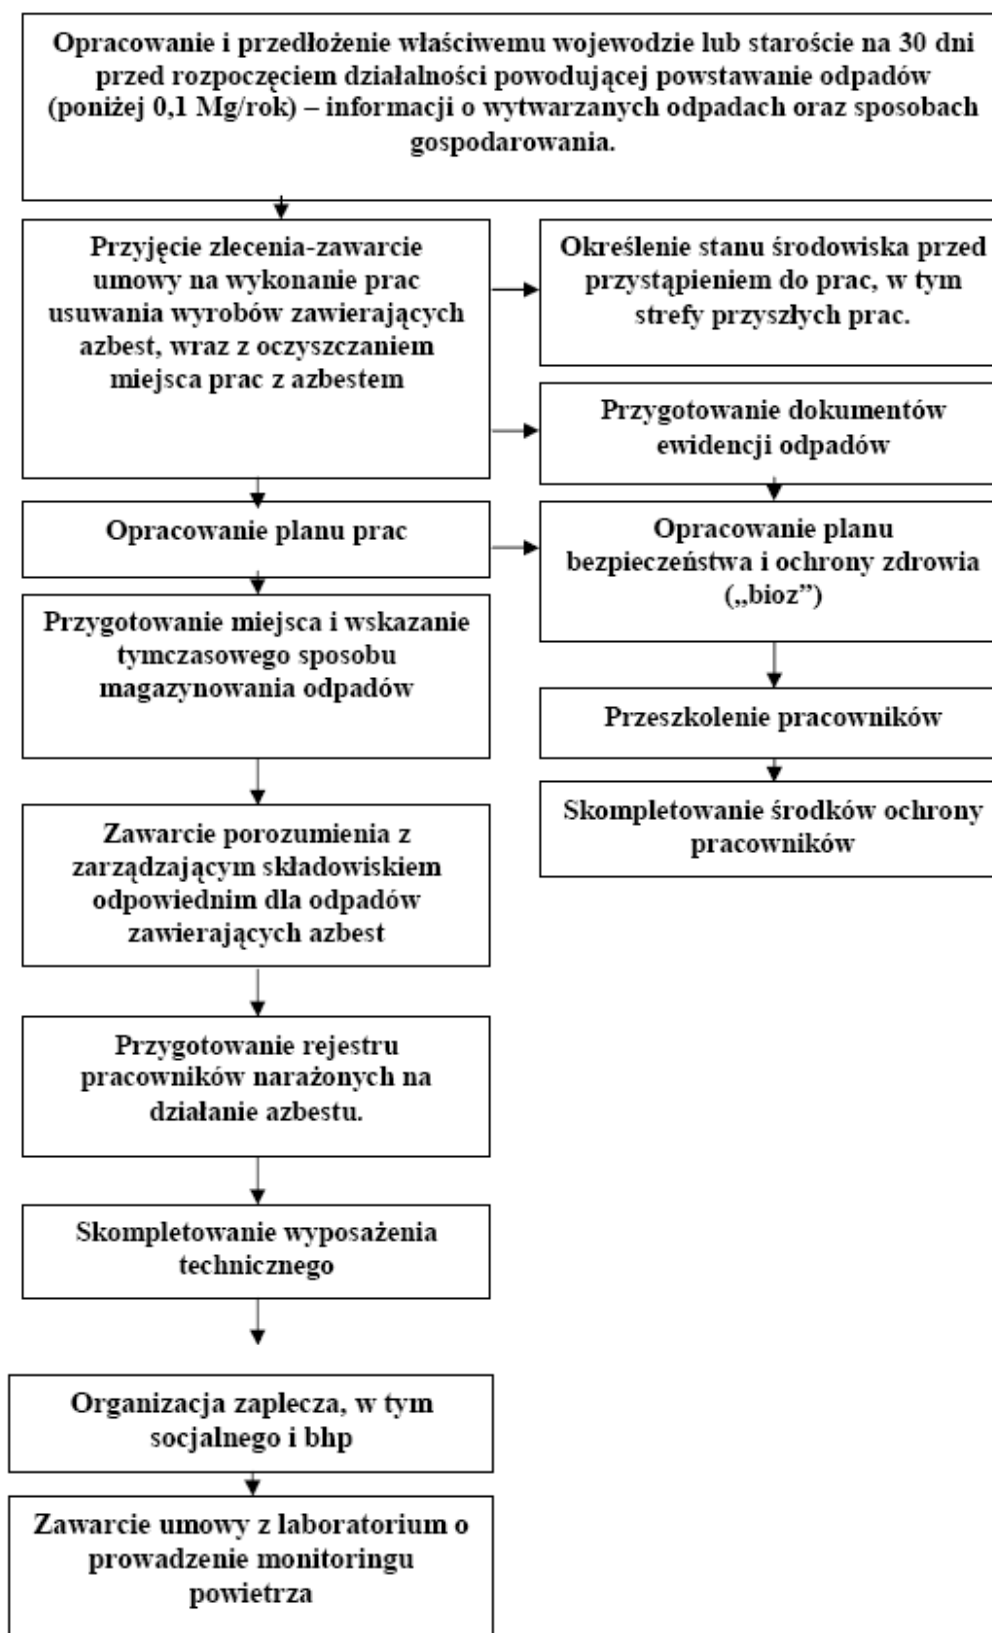 Opracowanie i przedłożenie właściwemu wojewodzie lub staroście na 30 dni
przed rozpoczęciem działalności powodującej powstawanie odpadów
(poniżej 0,1 Mg/rok) – informacji o wytwarzanych odpadach oraz sposobach
gospodarowania.
Przyjęcie zlecenia-zawarcie
umowy na wykonanie prac
usuwania wyrobów zawierających
azbest, wraz z oczyszczaniem
miejsca prac z azbestem
Określenie stanu środowiska przed
przystąpieniem do prac, w tym
strefy przyszłych prac.
Przygotowanie dokumentów
ewidencji odpadów
Opracowanie planu prac
Opracowanie planu
bezpieczeństwa i ochrony zdrowia
(„bioz”)
Przygotowanie miejsca i wskazanie
tymczasowego sposobu
magazynowania odpadów
Przeszkolenie pracowników
Skompletowanie środków ochrony
pracowników
Zawarcie porozumienia z
zarządzającym składowiskiem
odpowiednim dla odpadów
zawierających azbest
Przygotowanie rejestru
pracowników narażonych na
działanie azbestu.
Skompletowanie wyposażenia
technicznego
Organizacja zaplecza, w tym
socjalnego i bhp
Zawarcie umowy z laboratorium o
prowadzenie monitoringu
powietrza